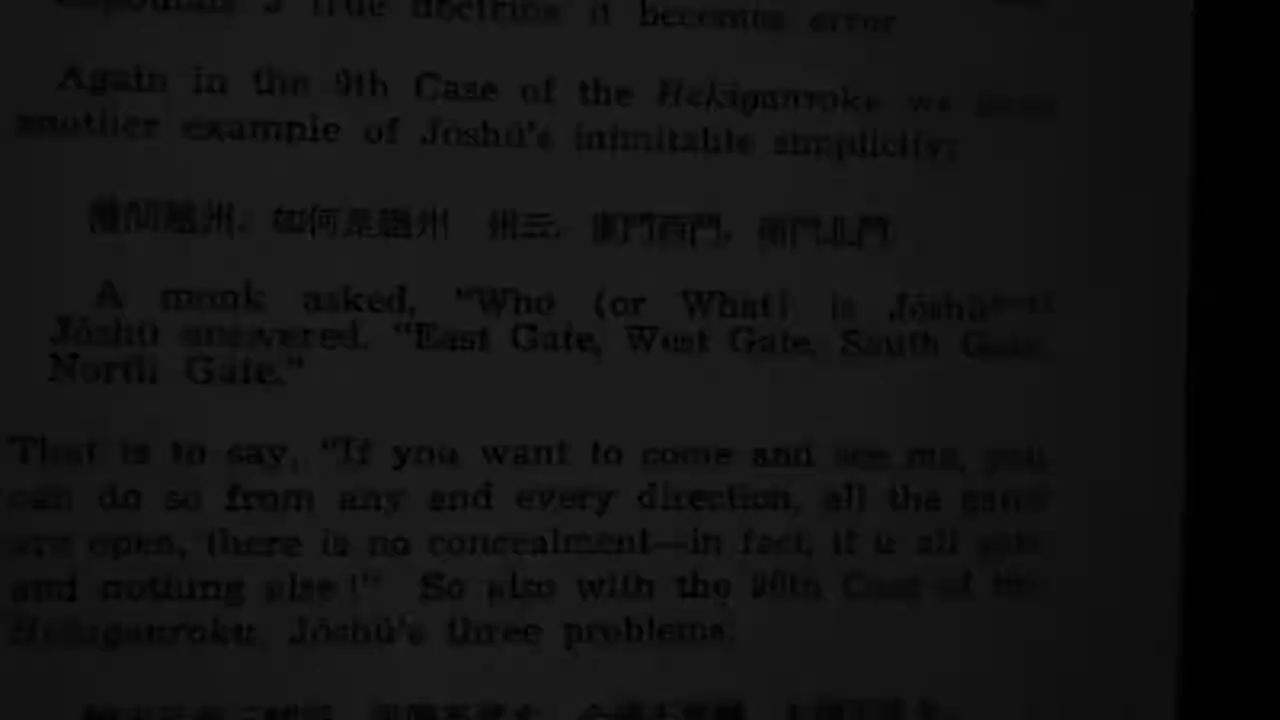 a true doctrine it becomes error
Again in the 9th Case of the Hekiganroku we
another example of Jōshū's inimitable simplicity:
僧問趙州、如何是趙州 州云、東門西門、南門北門
A monk asked, "Who (or What) is Jōshū
Jōshū answered, "East Gate, West Gate, South Gate,
North Gate."
That is to say, "If you want to come and see me, you
can do so from any and every direction, all the gates
are open, there is no concealment—in fact, it is all gate
and nothing else!" So also with the Case of the
Hekiganroku, Jōshū's three problems: